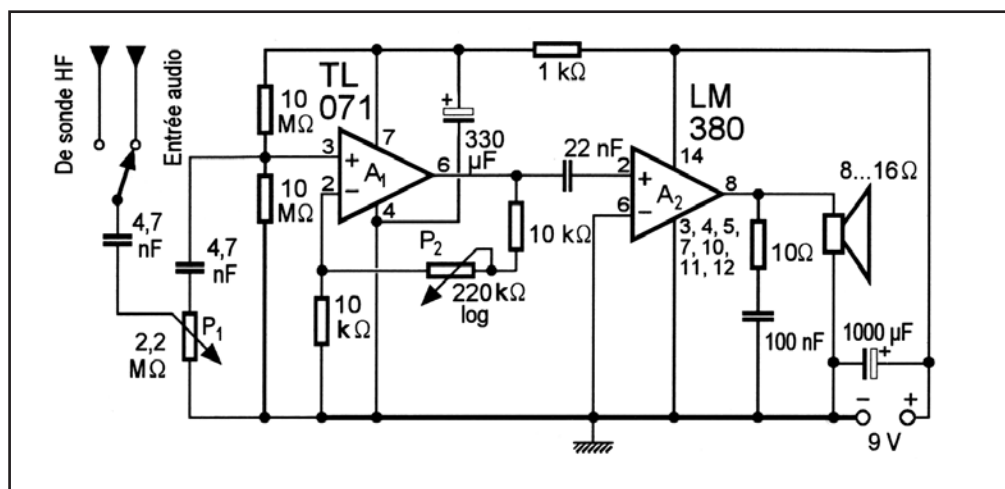 De sonde HF
Entrée audio
4,7
nF
4,7
nF
2,2
MΩ
P1
10
MΩ
10
MΩ
TL
071
3
+
2
−
A1
7
6
4
+
330
µF
1 kΩ
10
kΩ
P2
220 kΩ
log
10 kΩ
22 nF
LM
380
2
+
6
−
A2
14
8
3, 4, 5,
7, 10,
11, 12
10Ω
100 nF
8...16Ω
1000 µF
+
−
+
9 V